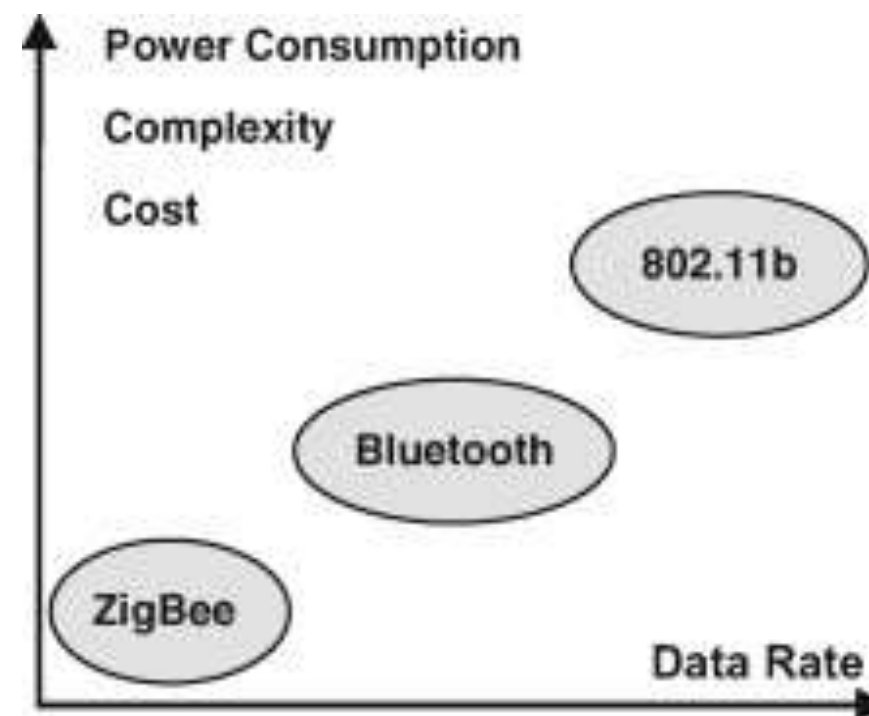 Power Consumption
Complexity
Cost
802.11b
Bluetooth
ZigBee
Data Rate